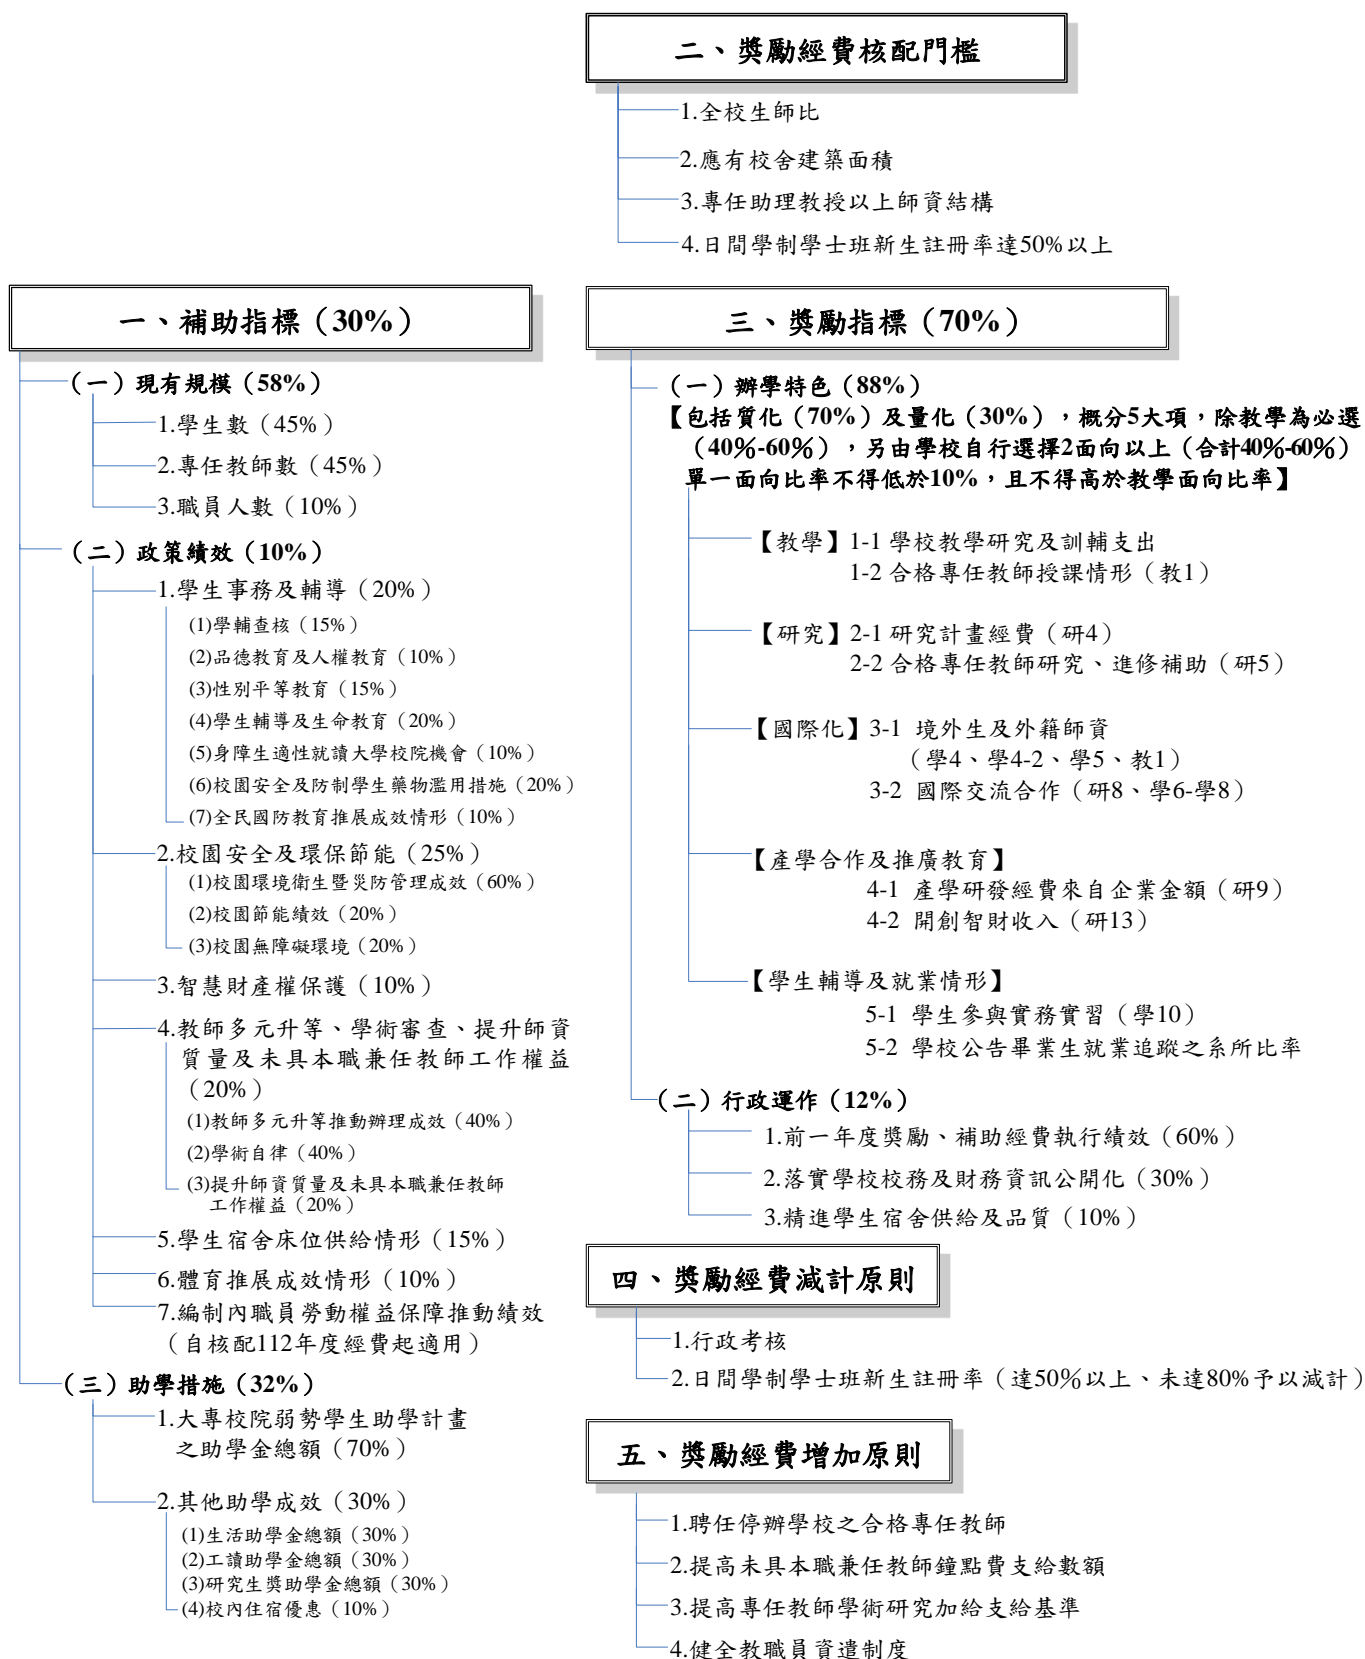 二、獎勵經費核配門檻
1.全校生師比
2.應有校舍建築面積
3.專任助理教授以上師資結構
4.日間學制學士班新生註冊率達50%以上
一、補助指標（30%）
（一）現有規模（58%）
1.學生數（45%）
2.專任教師數（45%）
3.職員人數（10%）
（二）政策績效（10%）
1.學生事務及輔導（20%）
(1)學輔查核（15%）
(2)品德教育及人權教育（10%）
(3)性別平等教育（15%）
(4)學生輔導及生命教育（20%）
(5)身障生適性就讀大學校院機會（10%）
(6)校園安全及防制學生藥物濫用措施（20%）
(7)全民國防教育推展成效情形（10%）
2.校園安全及環保節能（25%）
(1)校園環境衛生暨災防管理成效（60%）
(2)校園節能績效（20%）
(3)校園無障礙環境（20%）
3.智慧財產權保護（10%）
4.教師多元升等、學術審查、提升師資
質量及未具本職兼任教師工作權益
（20%）
(1)教師多元升等推動辦理成效（40%）
(2)學術自律（40%）
(3)提升師資質量及未具本職兼任教師
工作權益（20%）
5.學生宿舍床位供給情形（15%）
6.體育推展成效情形（10%）
7.編制內職員勞動權益保障推動績效
（自核配112年度經費起適用）
（三）助學措施（32%）
1.大專校院弱勢學生助學計畫
之助學金總額（70%）
2.其他助學成效（30%）
(1)生活助學金總額（30%）
(2)工讀助學金總額（30%）
(3)研究生獎助學金總額（30%）
(4)校內住宿優惠（10%）
三、獎勵指標（70%）
（一）辦學特色（88%）
【包括質化（70%）及量化（30%），概分5大項，除教學為必選
（40%-60%），另由學校自行選擇2面向以上（合計40%-60%）
單一面向比率不得低於10%，且不得高於教學面向比率】
【教學】1-1 學校教學研究及訓輔支出
1-2 合格專任教師授課情形（教1）
【研究】2-1 研究計畫經費（研4）
2-2 合格專任教師研究、進修補助（研5）
【國際化】3-1 境外生及外籍師資
（學4、學4-2、學5、教1）
3-2 國際交流合作（研8、學6-學8）
【產學合作及推廣教育】
4-1 產學研發經費來自企業金額（研9）
4-2 開創智財收入（研13）
【學生輔導及就業情形】
5-1 學生參與實務實習（學10）
5-2 學校公告畢業生就業追蹤之系所比率
（二）行政運作（12%）
1.前一年度獎勵、補助經費執行績效（60%）
2.落實學校校務及財務資訊公開化（30%）
3.精進學生宿舍供給及品質（10%）
四、獎勵經費減計原則
1.行政考核
2.日間學制學士班新生註冊率（達50%以上、未達80%予以減計）
五、獎勵經費增加原則
1.聘任停辦學校之合格專任教師
2.提高未具本職兼任教師鐘點費支給數額
3.提高專任教師學術研究加給支給基準
4.健全教職員資遣制度